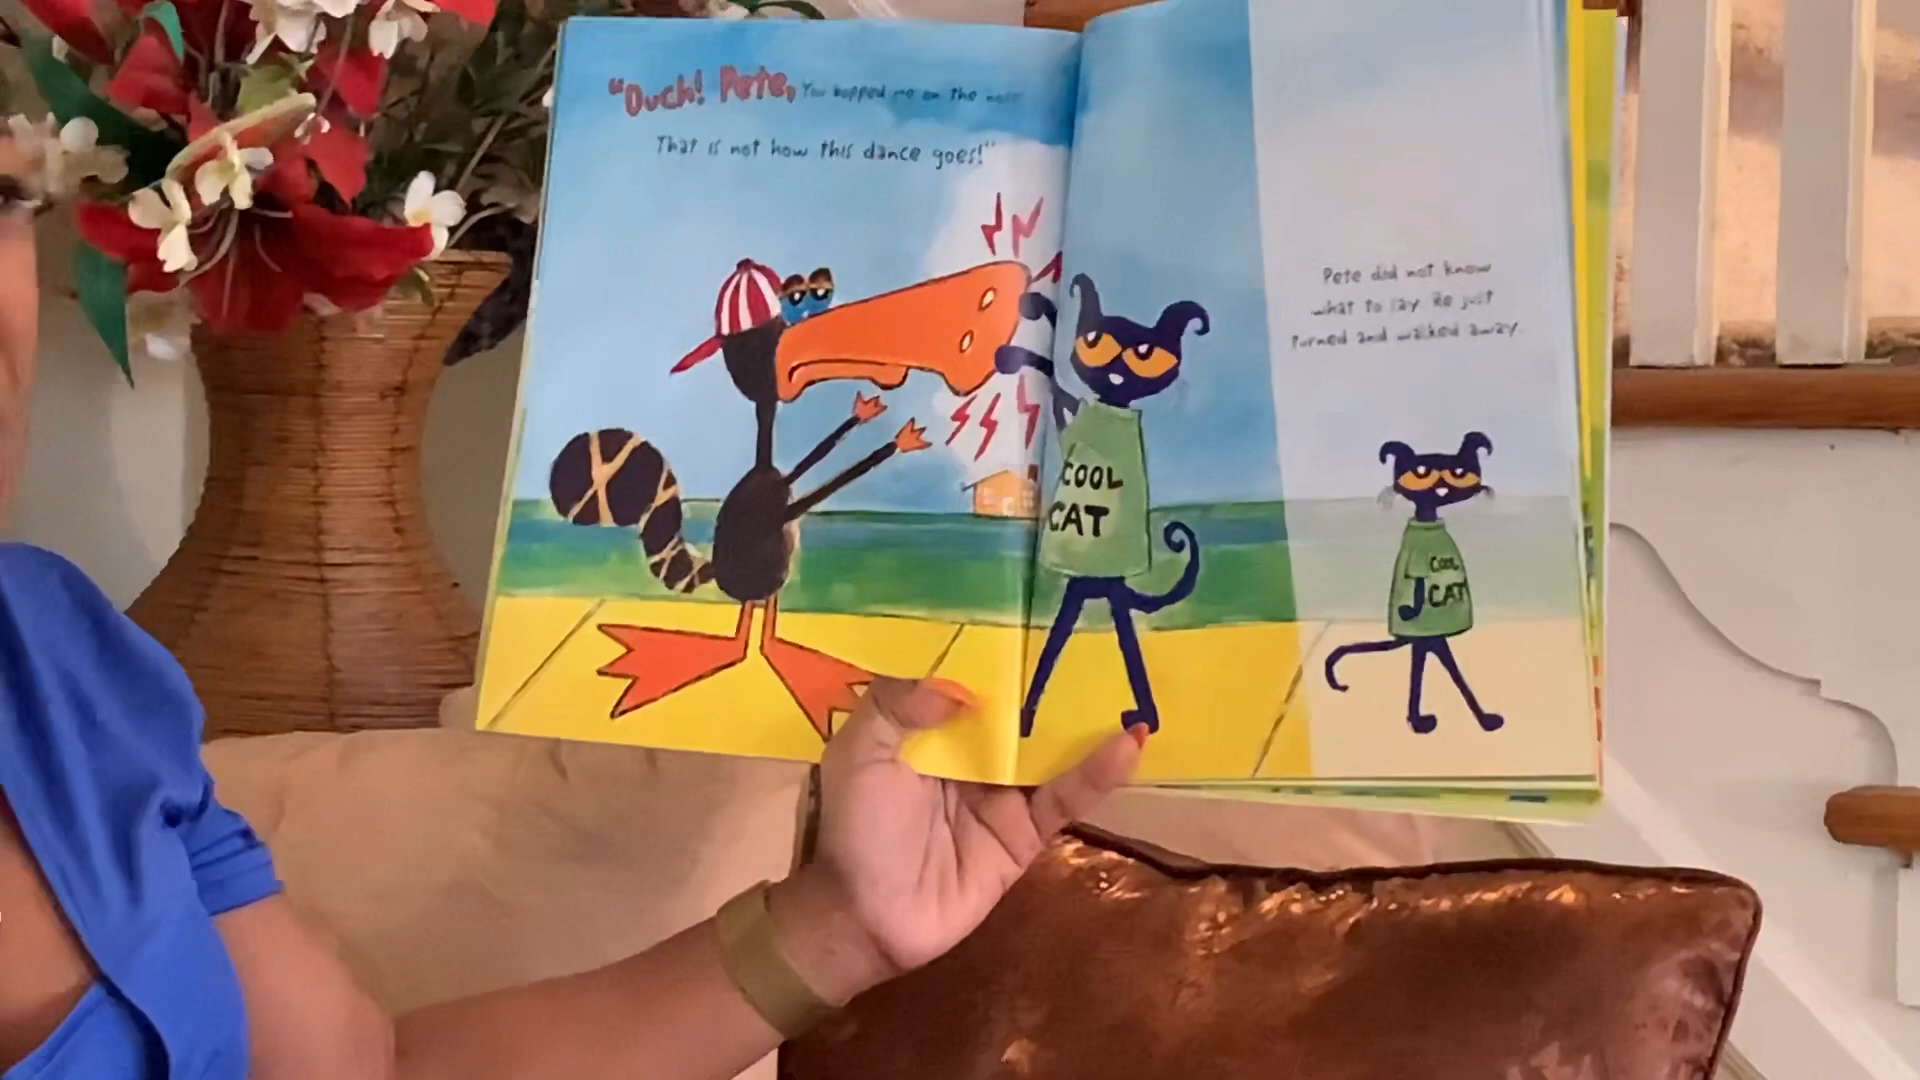 "Ouch! Pete, You bopped me on the nose!
That is not how this dance goes!"
COOL
CAT
Pete did not know
what to say. He just
turned and walked away.
COOL
CAT